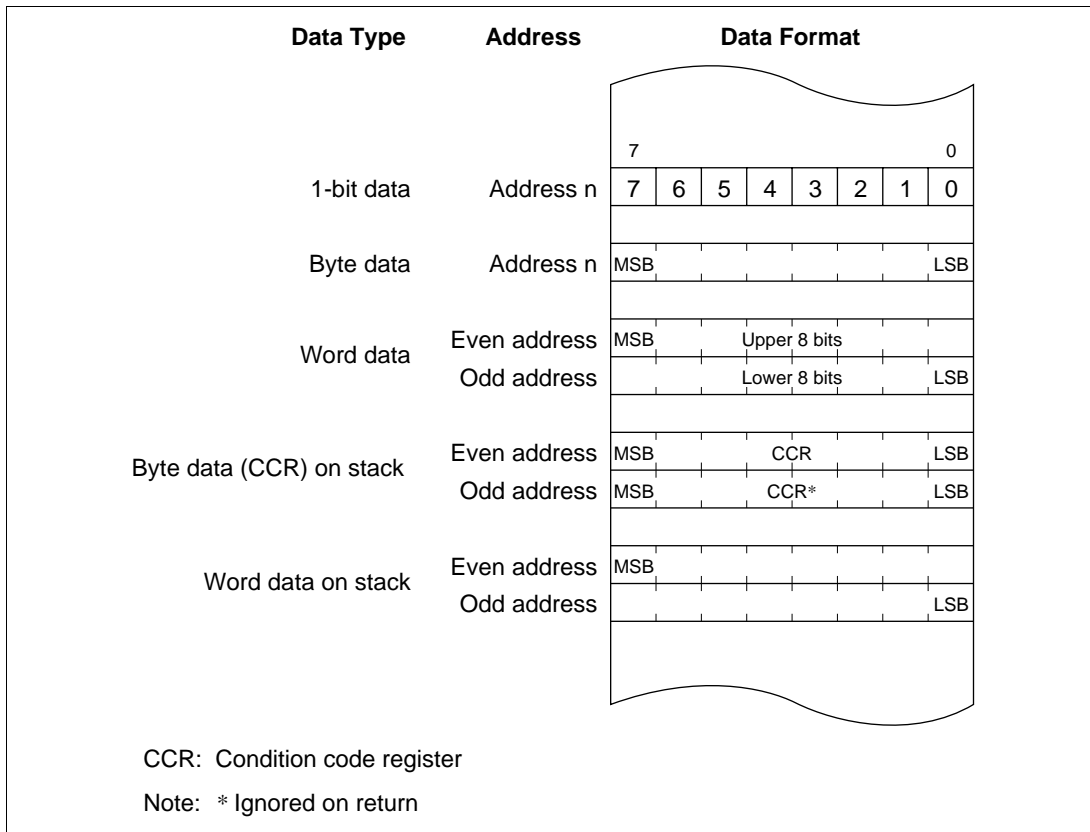 Data Type Address Data Format
7 0
1-bit data Address n 7 6 5 4 3 2 1 0
Byte data Address n MSB LSB
Word data
Even address MSB Upper 8 bits
Odd address Lower 8 bits LSB
Byte data (CCR) on stack
Even address MSB CCR LSB
Odd address MSB CCR* LSB
Word data on stack
Even address MSB
Odd address LSB
CCR: Condition code register
Note: * Ignored on return